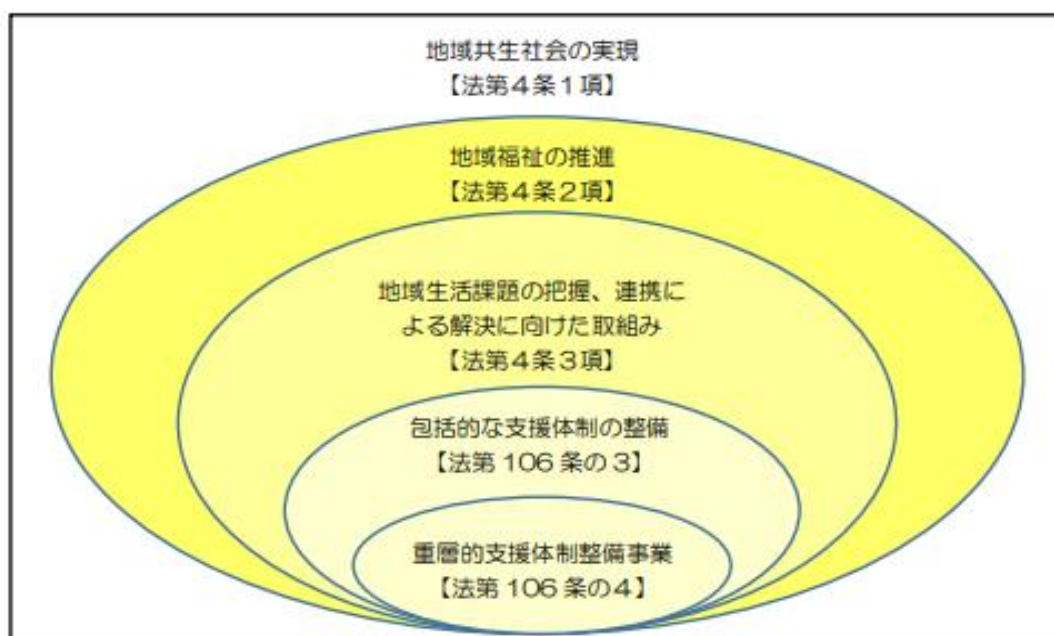 地域共生社会の実現
【法第４条１項】
地域福祉の推進
【法第４条２項】
地域生活課題の把握、連携に
よる解決に向けた取組み
【法第４条３項】
包括的な支援体制の整備
【法第 106 条の３】
重層的支援体制整備事業
【法第 106 条の４】